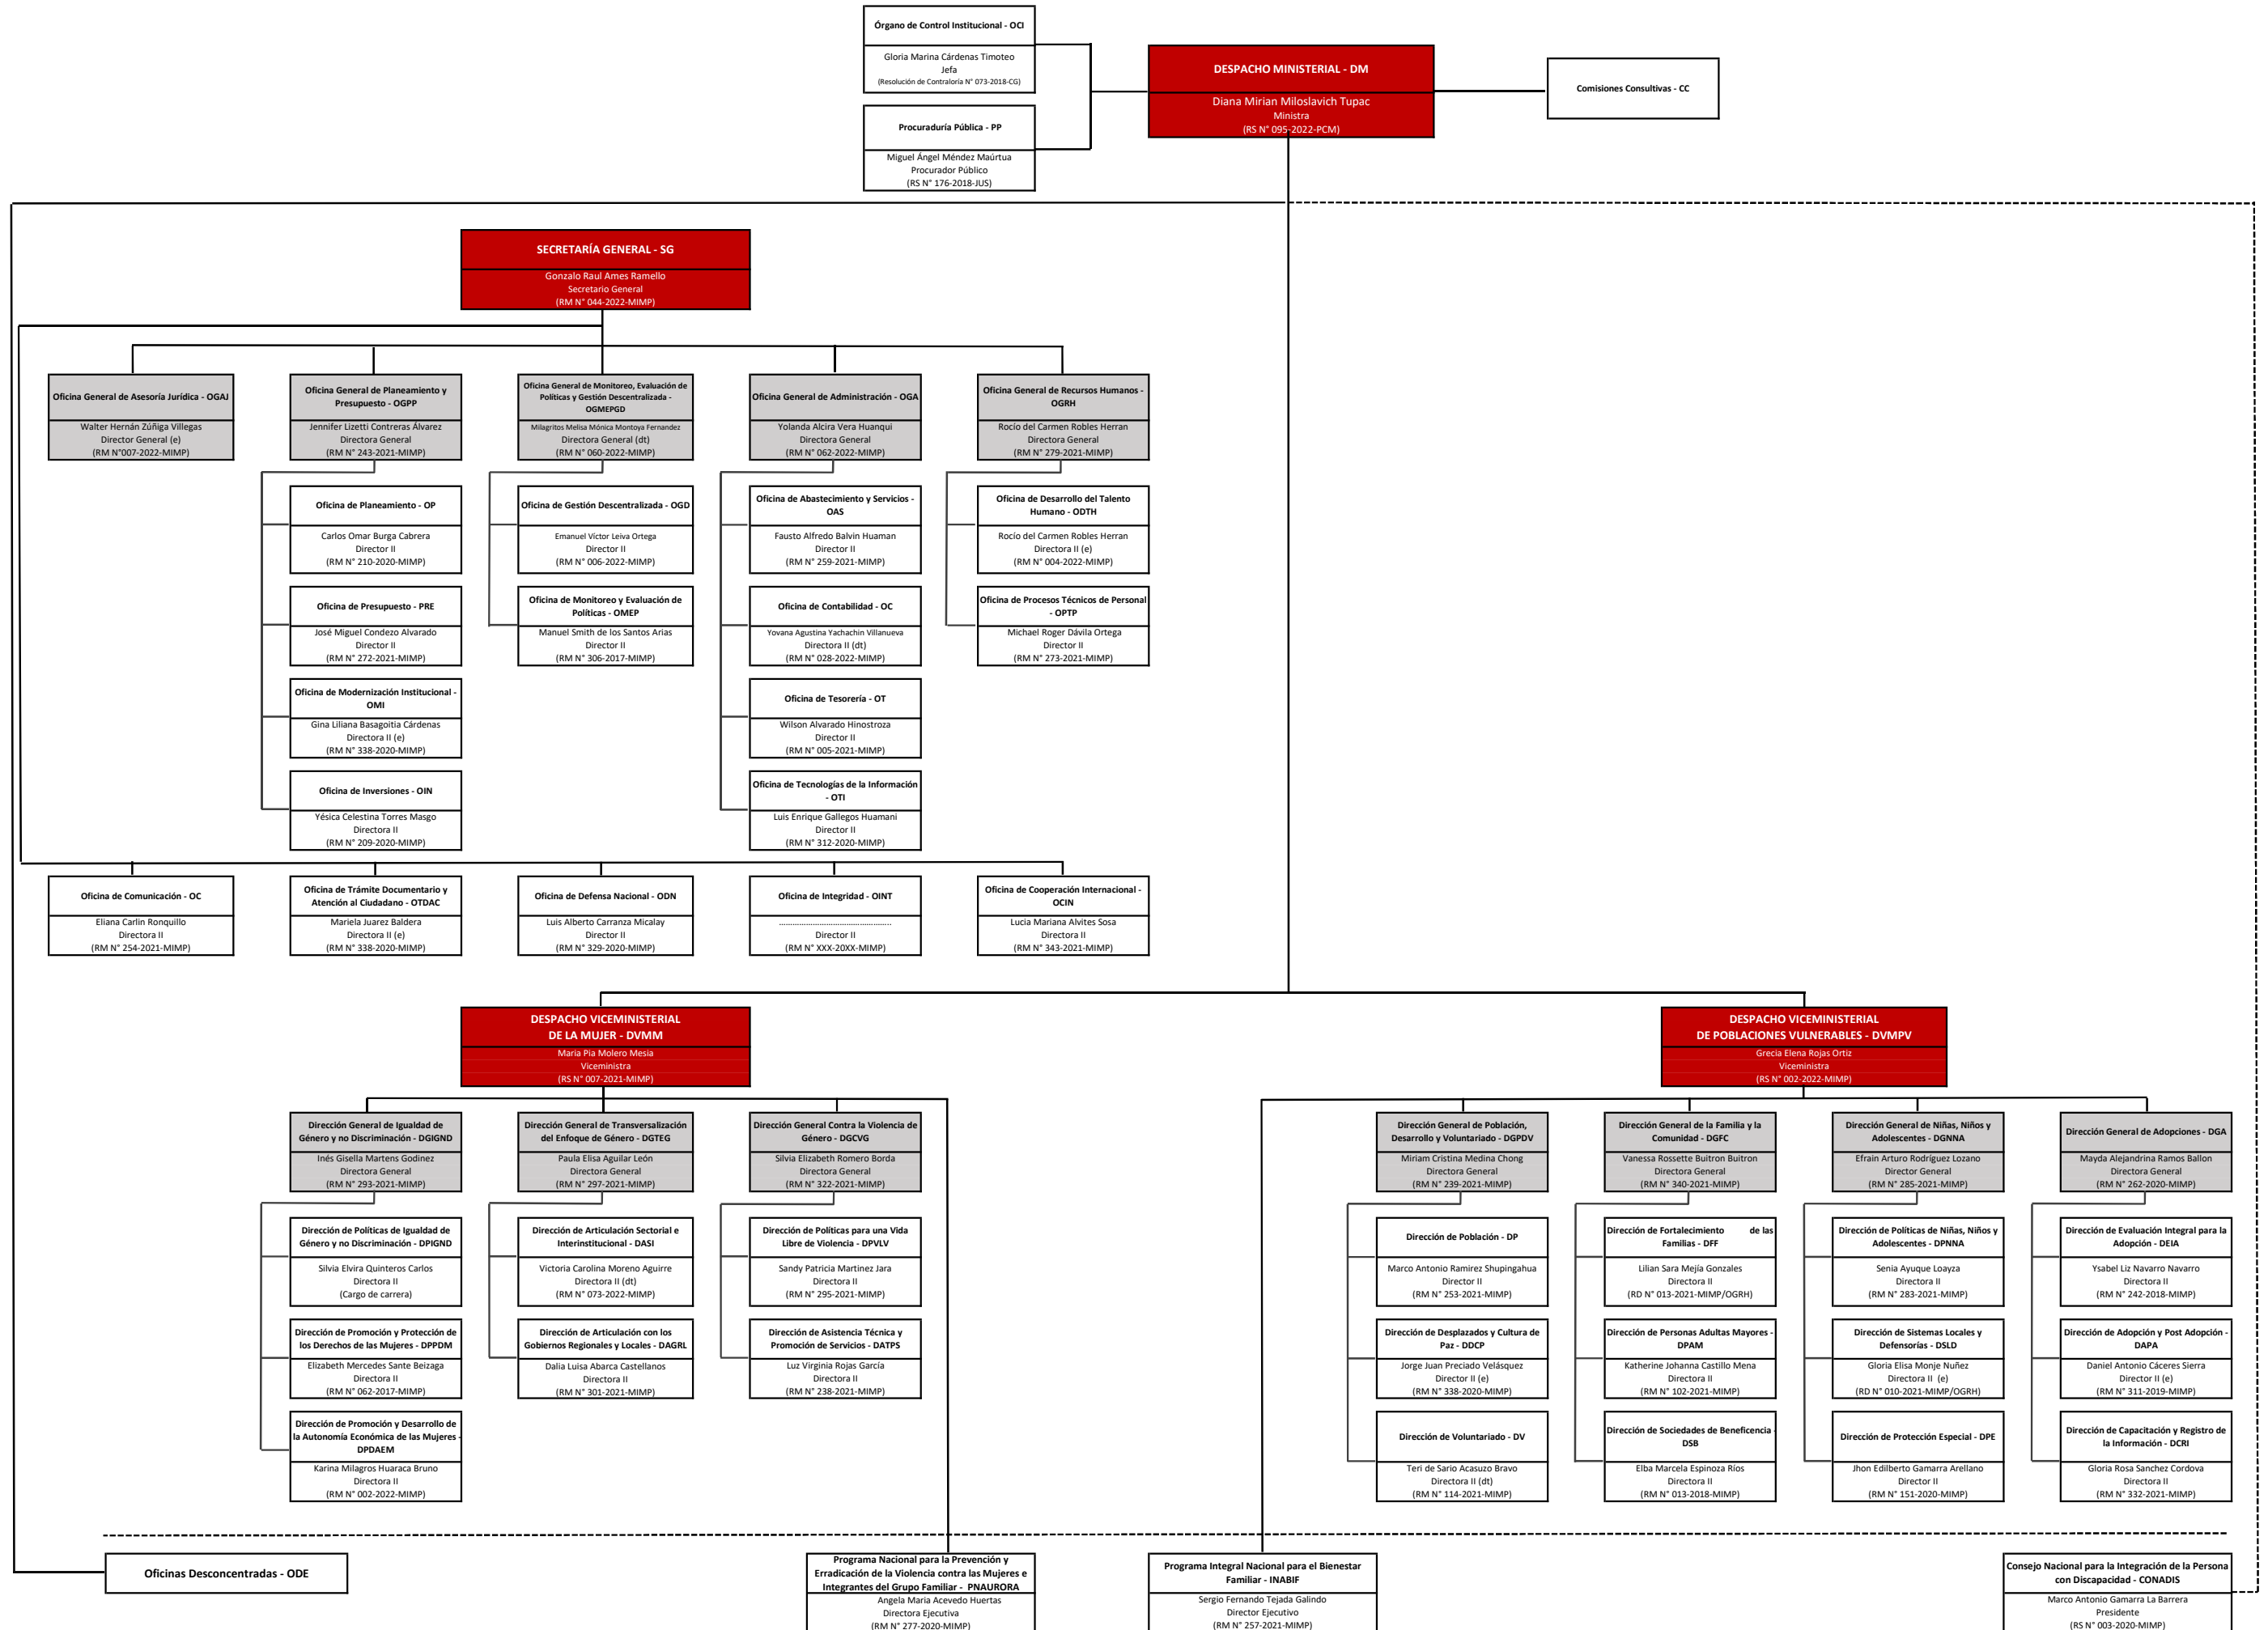 Órgano de Control Institucional - OCI
Gloria Marina Cárdenas Timoteo
Jefa
(Resolución de Contraloría N° 073-2018-CG)
Procuraduría Pública - PP
Miguel Ángel Méndez Maúrtua
Procurador Público
(RS N° 176-2018-JUS)
DESPACHO MINISTERIAL - DM
Diana Mirian Miloslavich Tupac
Ministra
(RS N° 095-2022-PCM)
Comisiones Consultivas - CC
SECRETARÍA GENERAL - SG
Gonzalo Raul Ames Ramello
Secretario General
(RM N° 044-2022-MIMP)
Oficina General de Asesoría Jurídica - OGAJ
Walter Hernán Zúñiga Villegas
Director General (e)
(RM N°007-2022-MIMP)
Oficina General de Planeamiento y
Presupuesto - OGPP
Jennifer Lizetti Contreras Álvarez
Directora General
(RM N° 243-2021-MIMP)
Oficina General de Monitoreo, Evaluación de
Políticas y Gestión Descentralizada -
OGMEPGD
Milagritos Melisa Mónica Montoya Fernandez
Directora General (dt)
(RM N° 060-2022-MIMP)
Oficina General de Administración - OGA
Yolanda Alcira Vera Huanqui
Directora General
(RM N° 062-2022-MIMP)
Oficina General de Recursos Humanos -
OGRH
Rocío del Carmen Robles Herran
Directora General
(RM N° 279-2021-MIMP)
Oficina de Planeamiento - OP
Carlos Omar Burga Cabrera
Director II
(RM N° 210-2020-MIMP)
Oficina de Gestión Descentralizada - OGD
Emanuel Víctor Leiva Ortega
Director II
(RM N° 006-2022-MIMP)
Oficina de Abastecimiento y Servicios -
OAS
Fausto Alfredo Balvin Huaman
Director II
(RM N° 259-2021-MIMP)
Oficina de Desarrollo del Talento
Humano - ODTH
Rocío del Carmen Robles Herran
Directora II (e)
(RM N° 004-2022-MIMP)
Oficina de Presupuesto - PRE
José Miguel Condezo Alvarado
Director II
(RM N° 272-2021-MIMP)
Oficina de Monitoreo y Evaluación de
Políticas - OMEP
Manuel Smith de los Santos Arias
Director II
(RM N° 306-2017-MIMP)
Oficina de Contabilidad - OC
Yovana Agustina Yachachin Villanueva
Directora II (dt)
(RM N° 028-2022-MIMP)
Oficina de Procesos Técnicos de Personal
- OPTP
Michael Roger Dávila Ortega
Director II
(RM N° 273-2021-MIMP)
Oficina de Modernización Institucional -
OMI
Gina Liliana Basagoitia Cárdenas
Directora II (e)
(RM N° 338-2020-MIMP)
Oficina de Tesorería - OT
Wilson Alvarado Hinostroza
Director II
(RM N° 005-2021-MIMP)
Oficina de Inversiones - OIN
Yésica Celestina Torres Masgo
Directora II
(RM N° 209-2020-MIMP)
Oficina de Tecnologías de la Información
- OTI
Luis Enrique Gallegos Huamani
Director II
(RM N° 312-2020-MIMP)
Oficina de Comunicación - OC
Eliana Carlin Ronquillo
Directora II
(RM N° 254-2021-MIMP)
Oficina de Trámite Documentario y
Atención al Ciudadano - OTDAC
Mariela Juarez Baldera
Directora II (e)
(RM N° 338-2020-MIMP)
Oficina de Defensa Nacional - ODN
Luis Alberto Carranza Micalay
Director II
(RM N° 329-2020-MIMP)
Oficina de Integridad - OINT
..............................................
Director II
(RM N° XXX-20XX-MIMP)
Oficina de Cooperación Internacional -
OCIN
Lucia Mariana Alvites Sosa
Directora II
(RM N° 343-2021-MIMP)
DESPACHO VICEMINISTERIAL
DE LA MUJER - DVMM
María Pia Molero Mesia
Viceministra
(RS N° 007-2021-MIMP)
DESPACHO VICEMINISTERIAL
DE POBLACIONES VULNERABLES - DVMPV
Grecia Elena Rojas Ortiz
Viceministra
(RS N° 002-2022-MIMP)
Dirección General de Igualdad de
Género y no Discriminación - DGIGND
Inés Gisella Martens Godinez
Directora General
(RM N° 293-2021-MIMP)
Dirección General de Transversalización
del Enfoque de Género - DGTEG
Paula Elisa Aguilar León
Directora General
(RM N° 297-2021-MIMP)
Dirección General Contra la Violencia de
Género - DGCVG
Silvia Elizabeth Romero Borda
Directora General
(RM N° 322-2021-MIMP)
Dirección General de Población,
Desarrollo y Voluntariado - DGPDV
Miriam Cristina Medina Chong
Directora General
(RM N° 239-2021-MIMP)
Dirección General de la Familia y la
Comunidad - DGFC
Vanessa Rossette Buitron Buitron
Directora General
(RM N° 340-2021-MIMP)
Dirección General de Niñas, Niños y
Adolescentes - DGNNA
Efrain Arturo Rodríguez Lozano
Director General
(RM N° 285-2021-MIMP)
Dirección General de Adopciones - DGA
Mayda Alejandrina Ramos Ballon
Directora General
(RM N° 262-2020-MIMP)
Dirección de Políticas de Igualdad de
Género y no Discriminación - DPIGND
Silvia Elvira Quinteros Carlos
Directora II
(Cargo de carrera)
Dirección de Articulación Sectorial e
Interinstitucional - DASI
Victoria Carolina Moreno Aguirre
Directora II (dt)
(RM N° 073-2022-MIMP)
Dirección de Políticas para una Vida
Libre de Violencia - DPVLV
Sandy Patricia Martinez Jara
Directora II
(RM N° 295-2021-MIMP)
Dirección de Población - DP
Marco Antonio Ramirez Shupingahua
Director II
(RM N° 253-2021-MIMP)
Dirección de Fortalecimiento de las
Familias - DFF
Lilian Sara Mejía Gonzales
Directora II
(RD N° 013-2021-MIMP/OGRH)
Dirección de Políticas de Niñas, Niños y
Adolescentes - DPNNA
Senia Ayuque Loayza
Directora II
(RM N° 283-2021-MIMP)
Dirección de Evaluación Integral para la
Adopción - DEIA
Ysabel Liz Navarro Navarro
Directora II
(RM N° 242-2018-MIMP)
Dirección de Promoción y Protección de
los Derechos de las Mujeres - DPPDM
Elizabeth Mercedes Sante Beizaga
Directora II
(RM N° 062-2017-MIMP)
Dirección de Articulación con los
Gobiernos Regionales y Locales - DAGRL
Dalia Luisa Abarca Castellanos
Directora II
(RM N° 301-2021-MIMP)
Dirección de Asistencia Técnica y
Promoción de Servicios - DATPS
Luz Virginia Rojas García
Directora II
(RM N° 238-2021-MIMP)
Dirección de Desplazados y Cultura de
Paz - DDCP
Jorge Juan Preciado Velásquez
Director II (e)
(RM N° 338-2020-MIMP)
Dirección de Personas Adultas Mayores -
DPAM
Katherine Johanna Castillo Mena
Directora II
(RM N° 102-2021-MIMP)
Dirección de Sistemas Locales y
Defensorías - DSLD
Gloria Elisa Monje Nuñez
Directora II (e)
(RD N° 010-2021-MIMP/OGRH)
Dirección de Adopción y Post Adopción -
DAPA
Daniel Antonio Cáceres Sierra
Director II (e)
(RM N° 311-2019-MIMP)
Dirección de Promoción y Desarrollo de
la Autonomía Económica de las Mujeres -
DPDAEM
Karina Milagros Huaraca Bruno
Directora II
(RM N° 002-2022-MIMP)
Dirección de Voluntariado - DV
Teri de Sario Acasuzo Bravo
Directora II (dt)
(RM N° 114-2021-MIMP)
Dirección de Sociedades de Beneficencia -
DSB
Elba Marcela Espinoza Ríos
Directora II
(RM N° 013-2018-MIMP)
Dirección de Protección Especial - DPE
Jhon Edilberto Gamarra Arellano
Director II
(RM N° 151-2020-MIMP)
Dirección de Capacitación y Registro de
la Información - DCRI
Gloria Rosa Sanchez Cordova
Directora II
(RM N° 332-2021-MIMP)
Oficinas Desconcentradas - ODE
Programa Nacional para la Prevención y
Erradicación de la Violencia contra las Mujeres e
Integrantes del Grupo Familiar - PNAURORA
Angela Maria Acevedo Huertas
Directora Ejecutiva
(RM N° 277-2020-MIMP)
Programa Integral Nacional para el Bienestar
Familiar - INABIF
Sergio Fernando Tejada Galindo
Director Ejecutivo
(RM N° 257-2021-MIMP)
Consejo Nacional para la Integración de la Persona
con Discapacidad - CONADIS
Marco Antonio Gamarra La Barrera
Presidente
(RS N° 003-2020-MIMP)